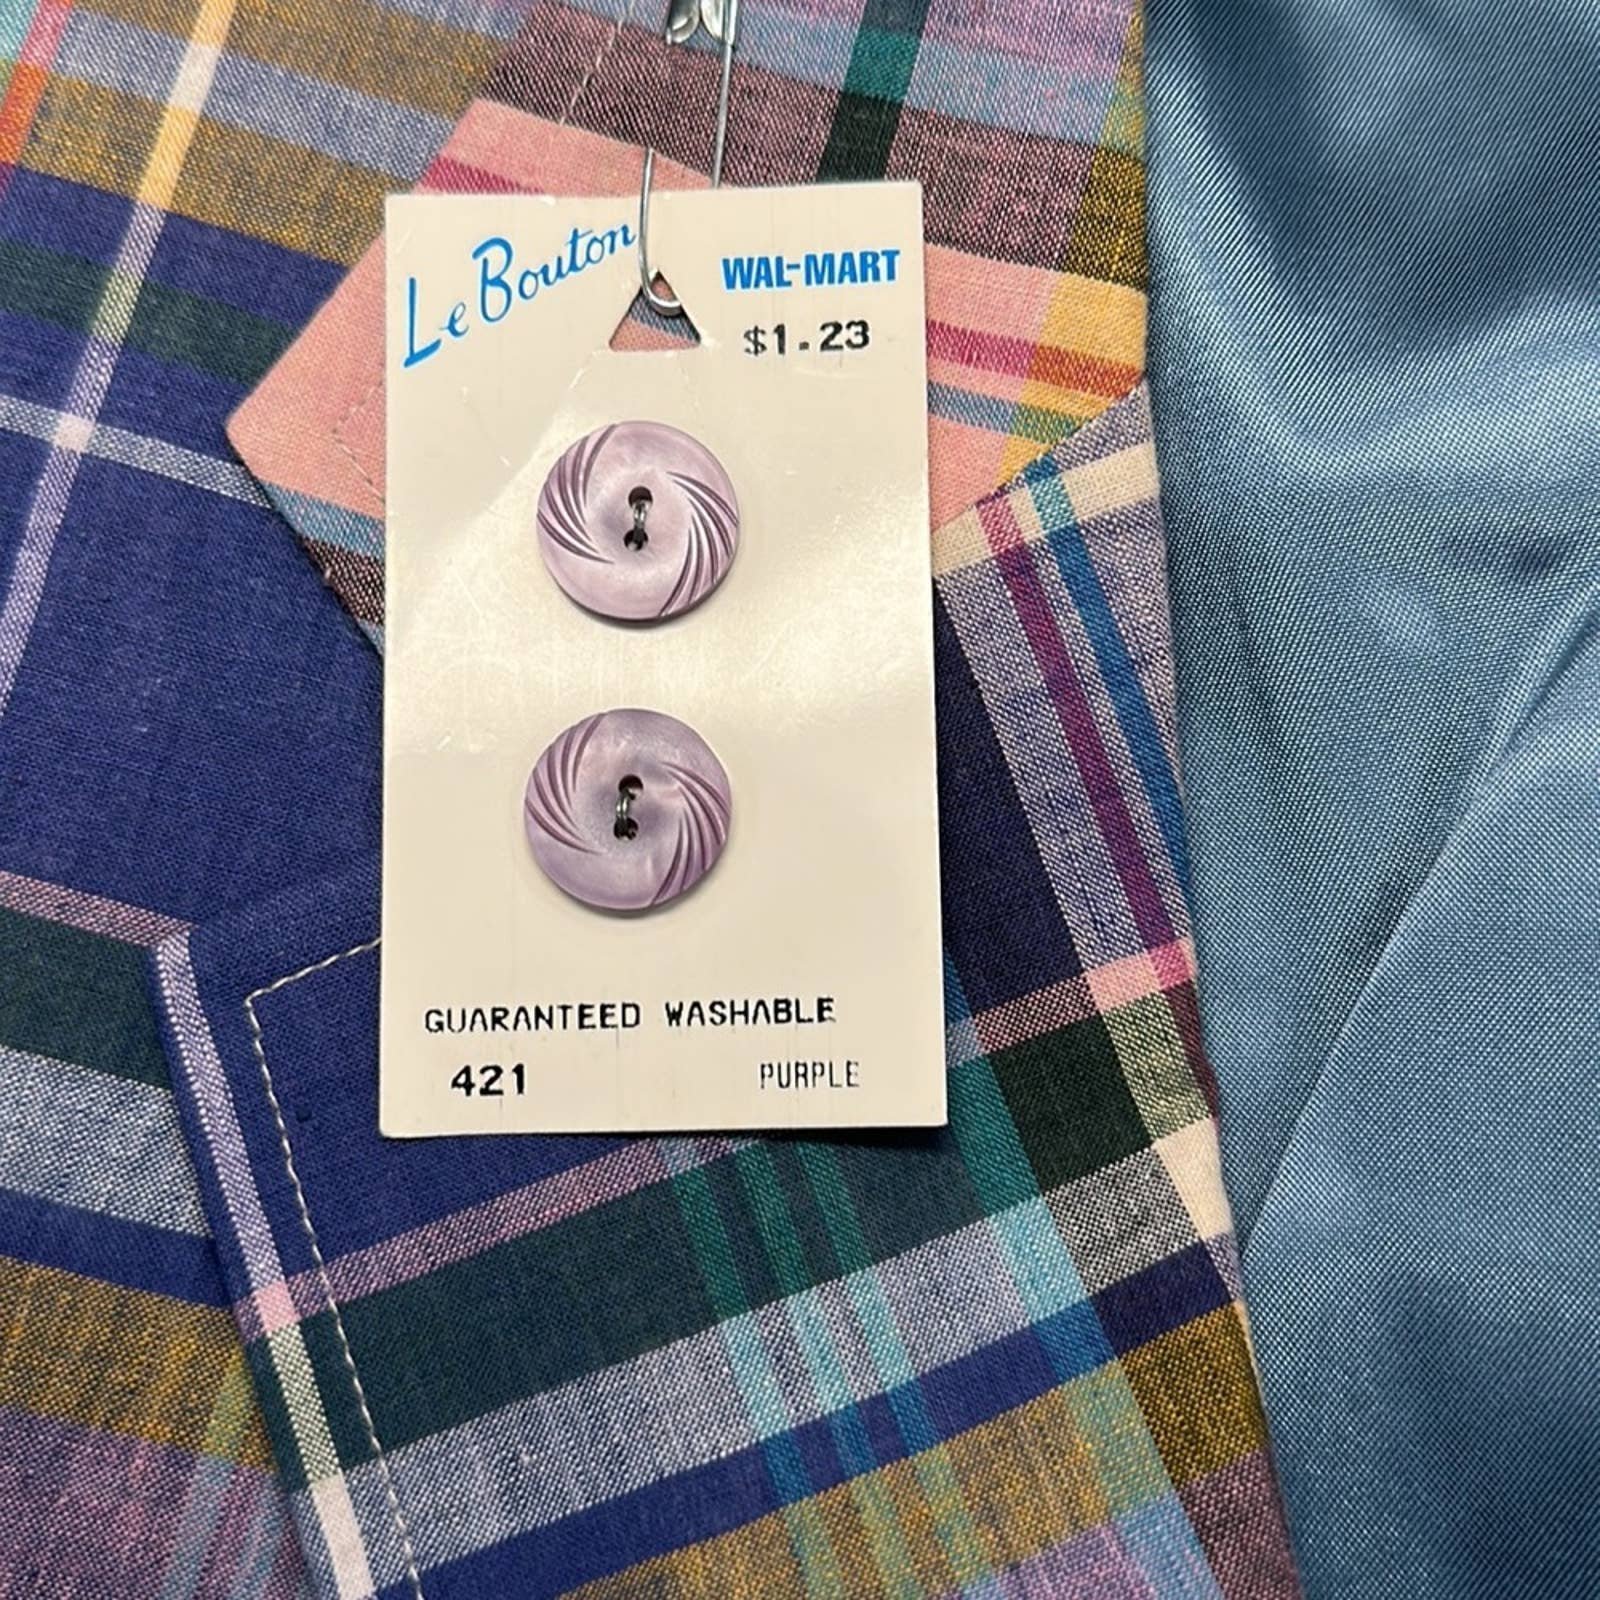 Le Bouton
WAL-MART
$1.23
GUARANTEED WASHABLE
421 PURPLE